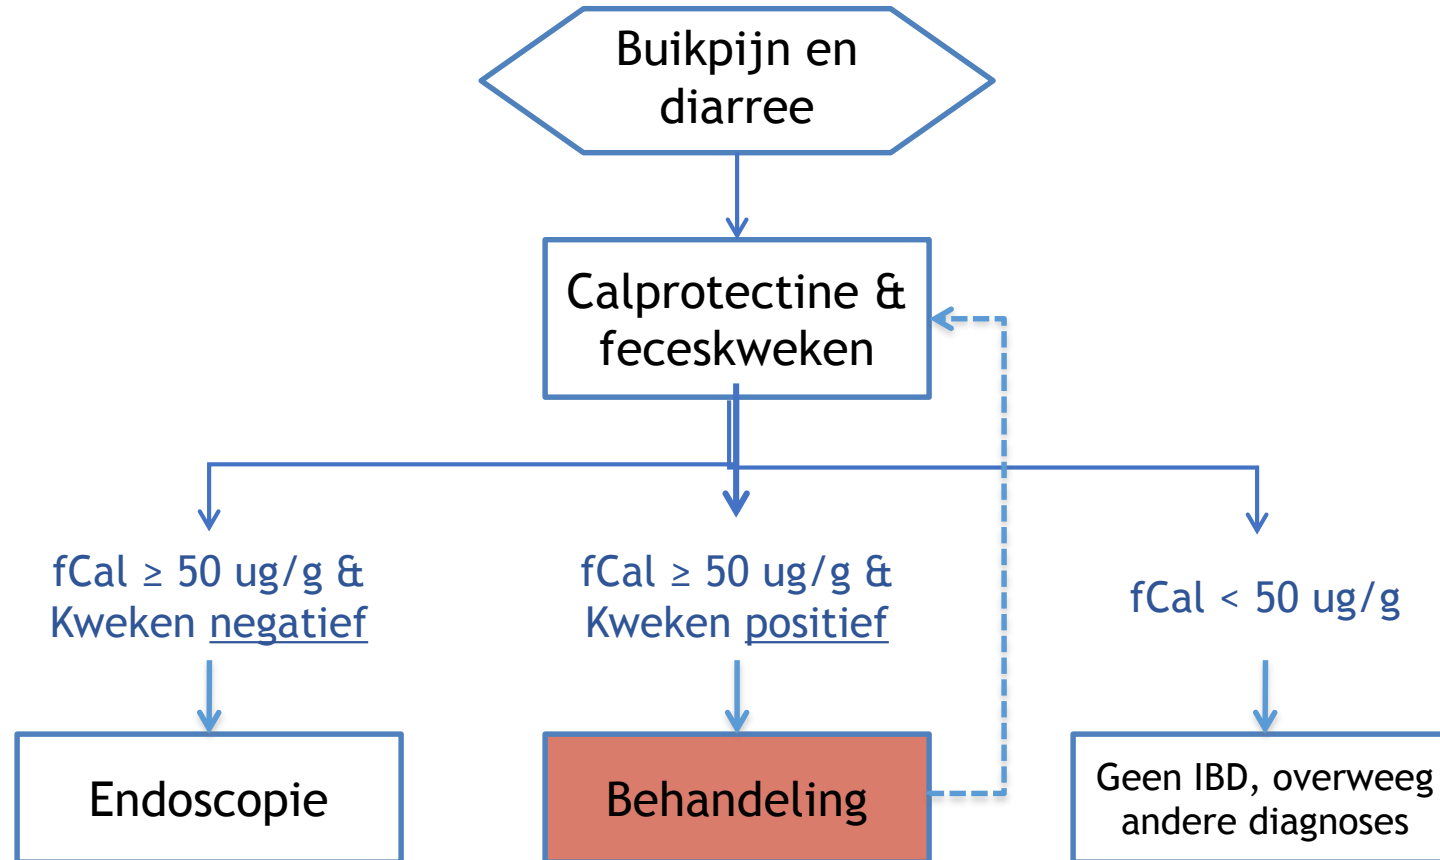 Buikpijn en
diarree
Calprotectine &
feceskweken
fCal ≥ 50 ug/g &
Kweken negatief
fCal ≥ 50 ug/g &
Kweken positief
fCal < 50 ug/g
Endoscopie
Behandeling
Geen IBD, overweeg
andere diagnoses